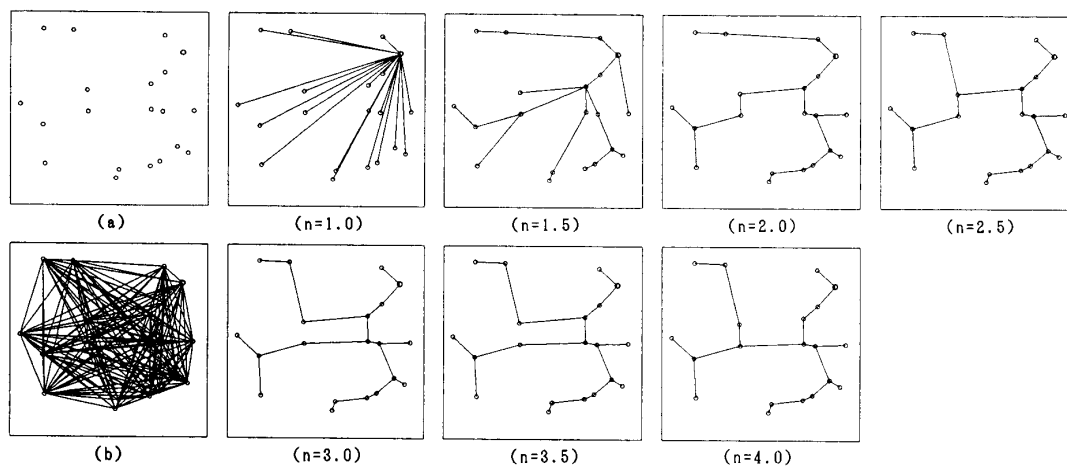 (a)
(n=1.0)
(n=1.5)
(n=2.0)
(n=2.5)
(b)
(n=3.0)
(n=3.5)
(n=4.0)